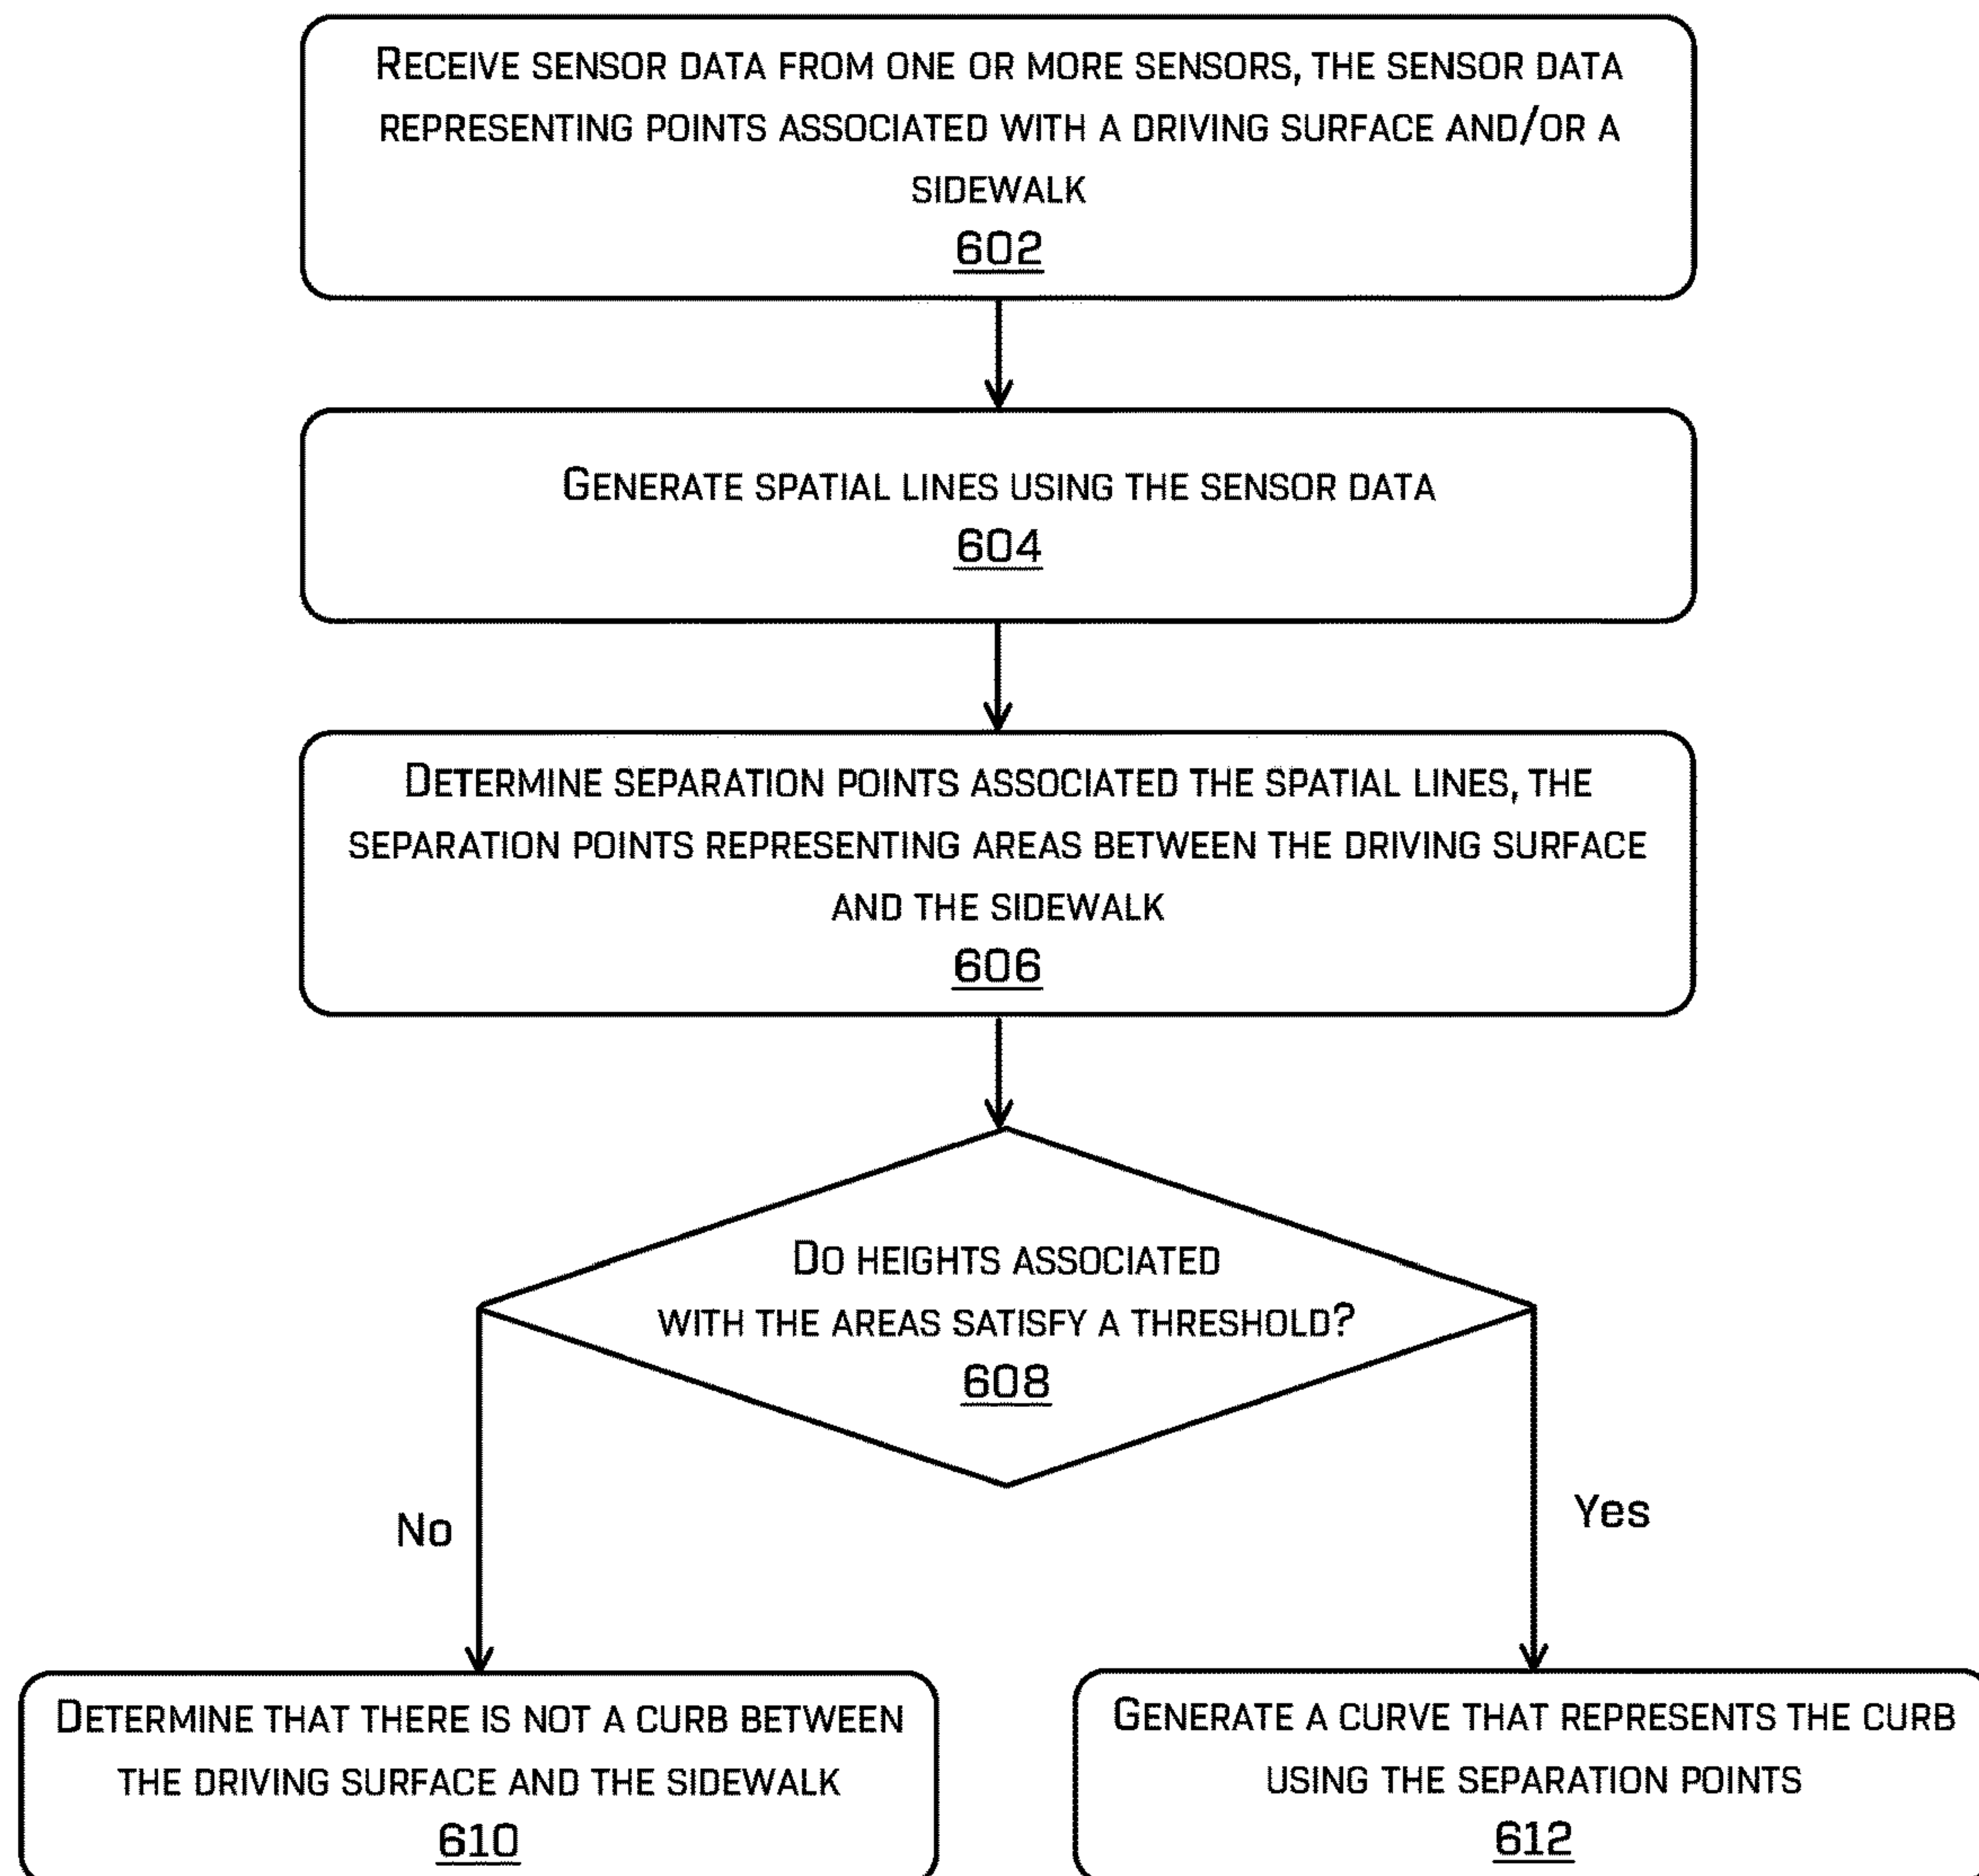 RECEIVE SENSOR DATA FROM ONE OR MORE SENSORS, THE SENSOR DATA
REPRESENTING POINTS ASSOCIATED WITH A DRIVING SURFACE AND/OR A
SIDEWALK
602
GENERATE SPATIAL LINES USING THE SENSOR DATA
604
DETERMINE SEPARATION POINTS ASSOCIATED THE SPATIAL LINES, THE
SEPARATION POINTS REPRESENTING AREAS BETWEEN THE DRIVING SURFACE
AND THE SIDEWALK
606
DO HEIGHTS ASSOCIATED
WITH THE AREAS SATISFY A THRESHOLD?
608
No
Yes
DETERMINE THAT THERE IS NOT A CURB BETWEEN
THE DRIVING SURFACE AND THE SIDEWALK
610
GENERATE A CURVE THAT REPRESENTS THE CURB
USING THE SEPARATION POINTS
612